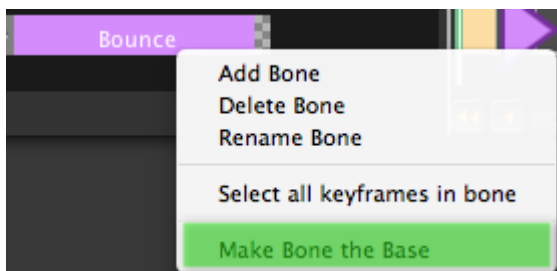 Bounce
Add Bone
Delete Bone
Rename Bone
Select all keyframes in bone
Make Bone the Base